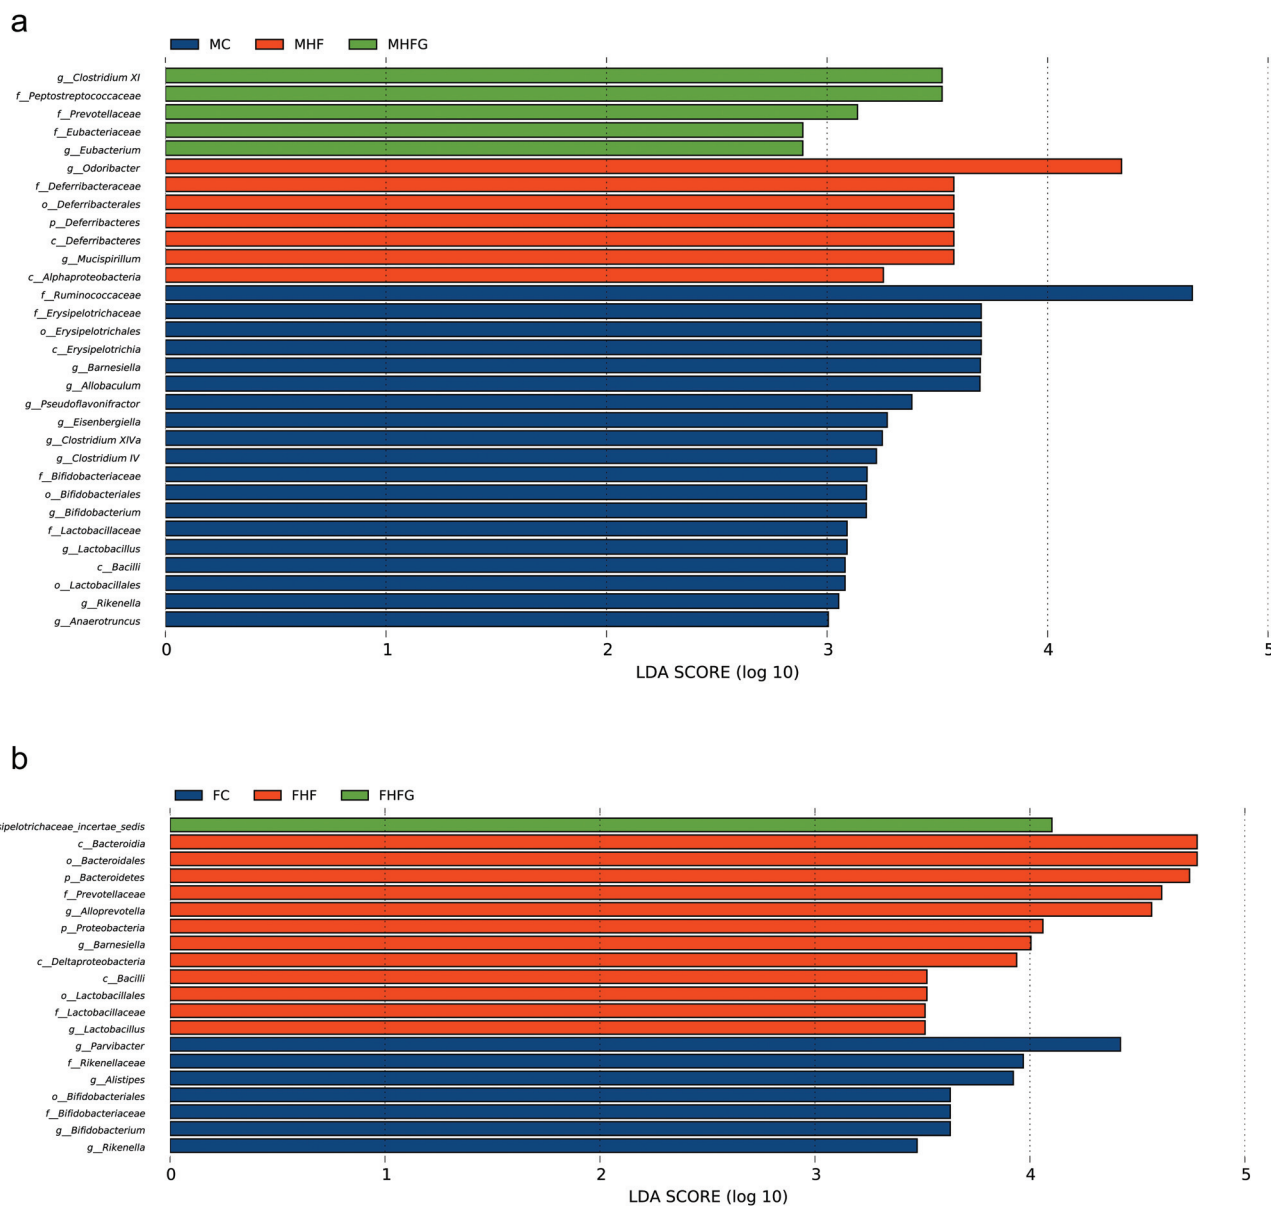 a
MC MHF MHFG
g__Clostridium XI
f__Peptostreptococcaceae
f__Prevotellaceae
f__Eubacteriaceae
g__Eubacterium
g__Odoribacter
f__Deferribacteraceae
o__Deferribacterales
p__Deferribacteres
c__Deferribacteres
g__Mucispirillum
c__Alphaproteobacteria
f__Ruminococcaceae
f__Erysipelotrichaceae
o__Erysipelotrichales
c__Erysipelotrichia
g__Barnesiella
g__Allobaculum
g__Pseudoflavonifractor
g__Eisenbergiella
g__Clostridium XIVa
g__Clostridium IV
f__Bifidobacteriaceae
o__Bifidobacteriales
g__Bifidobacterium
f__Lactobacillaceae
g__Lactobacillus
c__Bacilli
o__Lactobacillales
g__Rikenella
g__Anaerotruncus
0 1 2 3 4 5
LDA SCORE (log 10)
b
FC FHF FHFG
sipelotrichaceae_incertae_sedis
c__Bacteroidia
o__Bacteroidales
p__Bacteroidetes
f__Prevotellaceae
g__Alloprevotella
p__Proteobacteria
g__Barnesiella
c__Deltaproteobacteria
c__Bacilli
o__Lactobacillales
f__Lactobacillaceae
g__Lactobacillus
g__Parvibacter
f__Rikenellaceae
g__Alistipes
o__Bifidobacteriales
f__Bifidobacteriaceae
g__Bifidobacterium
g__Rikenella
0 1 2 3 4 5
LDA SCORE (log 10)